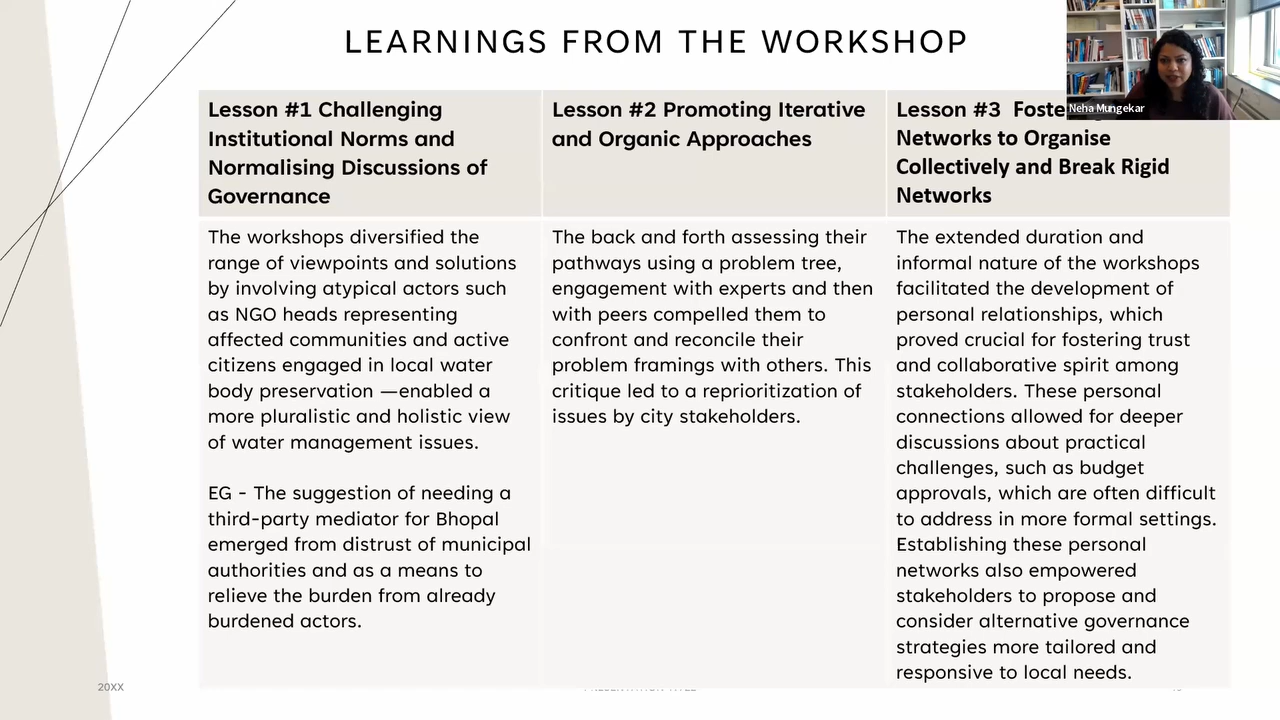 LEARNINGS FROM THE WORKSHOP
Neha Mungekar
Lesson #1 Challenging
Institutional Norms and
Normalising Discussions of
Governance
Lesson #2 Promoting Iterative
and Organic Approaches
Lesson #3
Networks to Organise
Collectively and Break Rigid
Networks
The workshops diversified the
range of viewpoints and solutions
by involving atypical actors such
as NGO heads representing
affected communities and active
citizens engaged in local water
body preservation —enabled a
more pluralistic and holistic view
of water management issues.
EG - The suggestion of needing a
third-party mediator for Bhopal
emerged from distrust of municipal
authorities and as a means to
relieve the burden from already
burdened actors.
The back and forth assessing their
pathways using a problem tree,
engagement with experts and then
with peers compelled them to
confront and reconcile their
problem framings with others. This
critique led to a reprioritization of
issues by city stakeholders.
The extended duration and
informal nature of the workshops
facilitated the development of
personal relationships, which
proved crucial for fostering trust
and collaborative spirit among
stakeholders. These personal
connections allowed for deeper
discussions about practical
challenges, such as budget
approvals, which are often difficult
to address in more formal settings.
Establishing these personal
networks also empowered
stakeholders to propose and
consider alternative governance
strategies more tailored and
responsive to local needs.
20XX